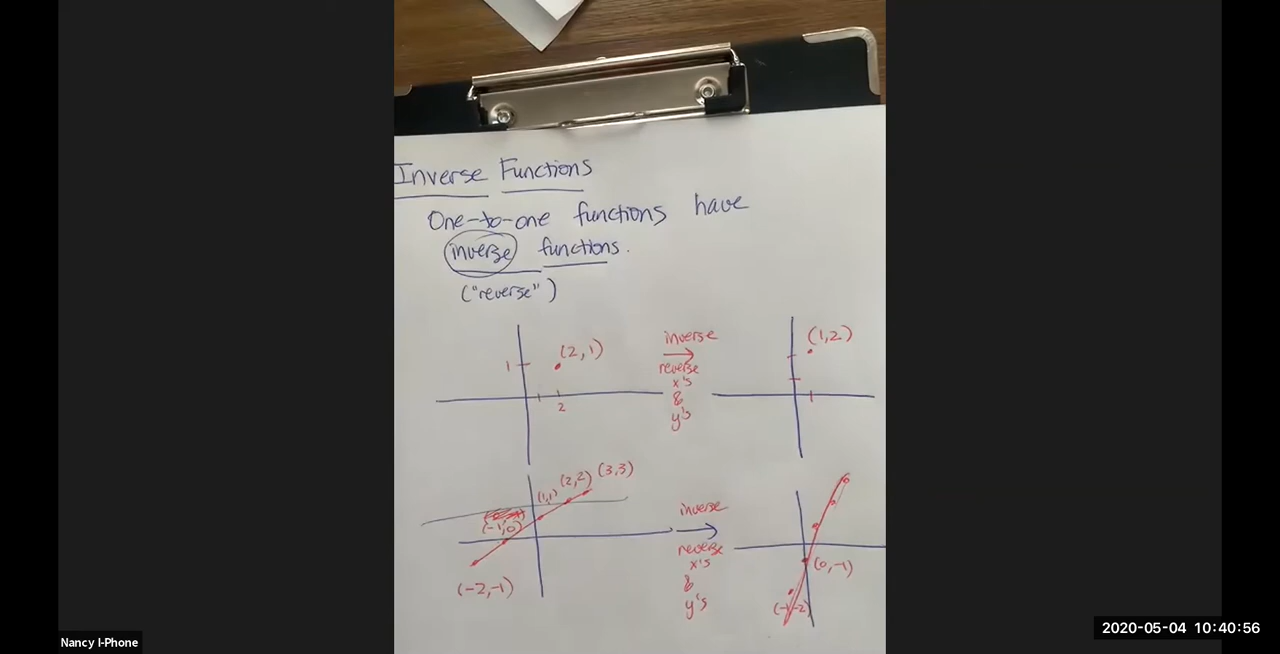 Inverse Functions
One-to-one functions have
inverse functions.
("reverse")
(2,1)
1
2
inverse
reverse
x's
&
y's
(1,2)
1
(1,1) (2,2) (3,3)
(-1,0)
(-2,-1)
inverse
reverse
x's
&
y's
(0,-1)
(-1,-2)
Nancy I-Phone
2020-05-04 10:40:56